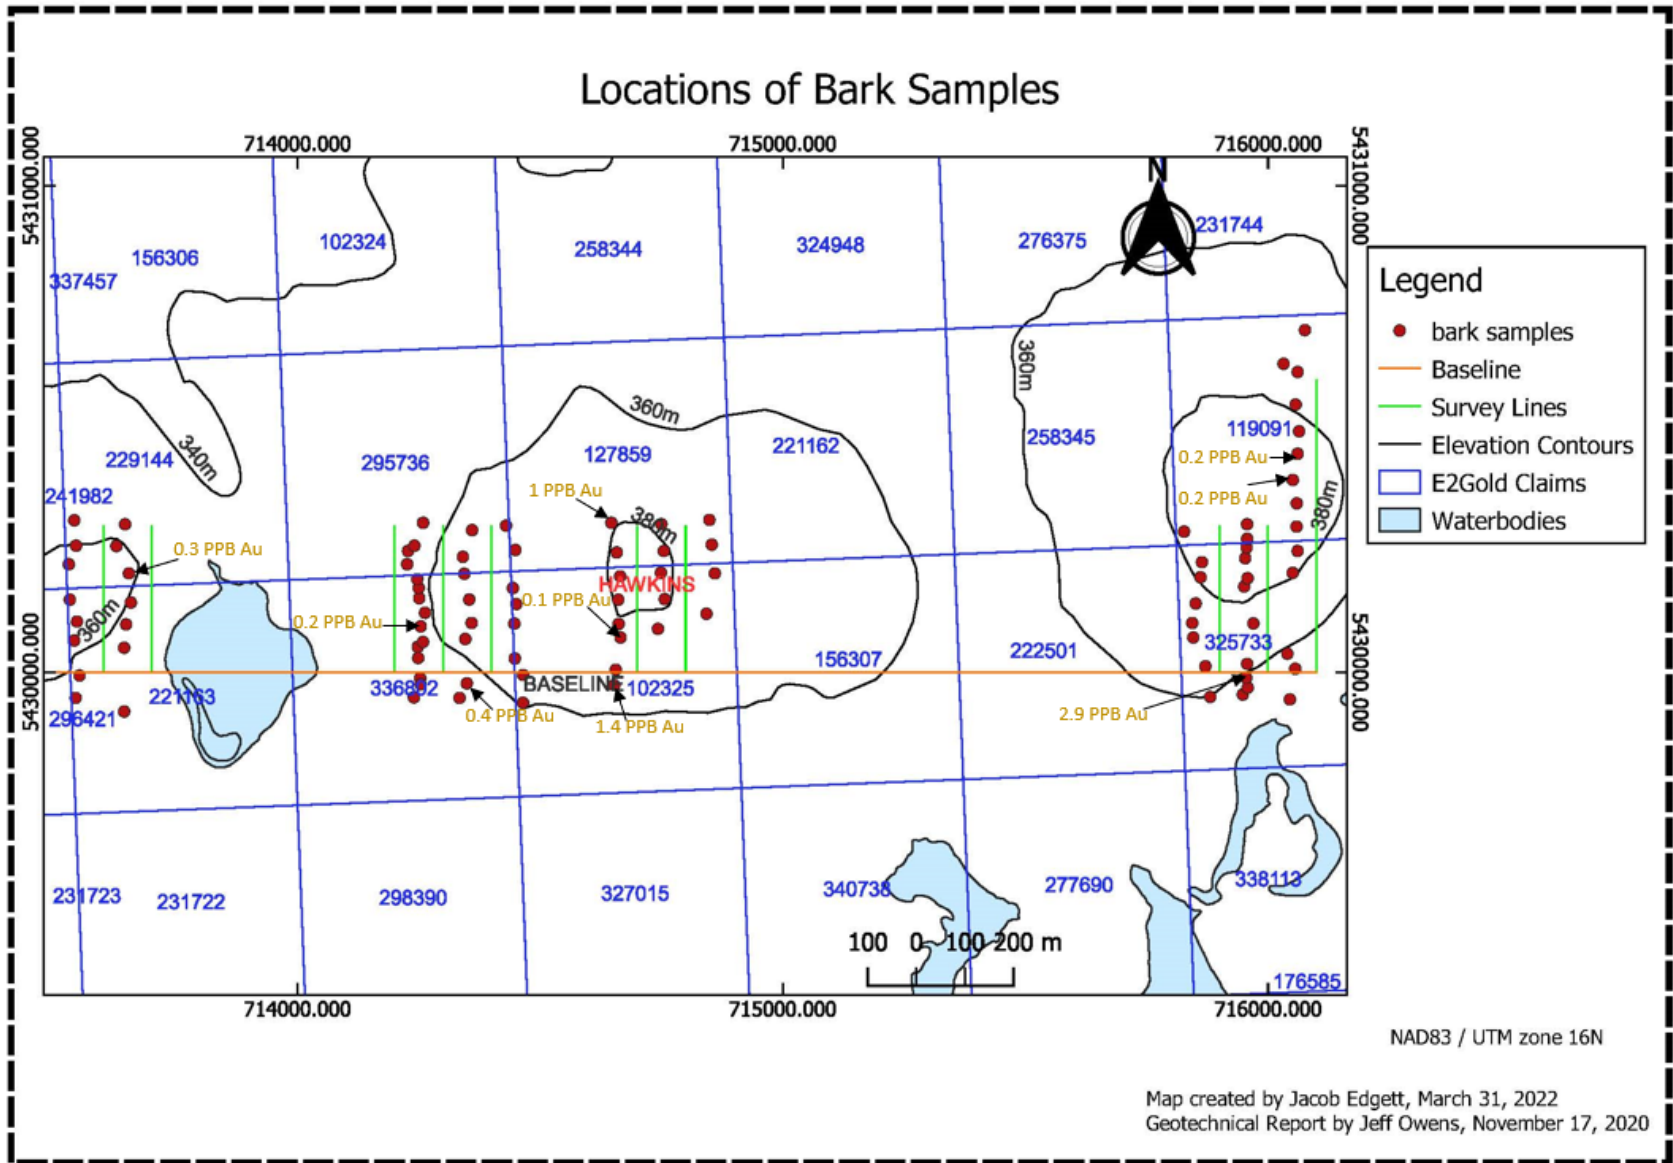 Locations of Bark Samples
714000.000
715000.000
716000.000
5431000.000
5431000.000
N
231744
102324
276375
324948
258344
156306
337457
Legend
bark samples
Baseline
Survey Lines
Elevation Contours
E2Gold Claims
Waterbodies
360m
360m
119091
258345
221162
127859
340m
229144
295736
0.2 PPB Au
241982
1 PPB Au
0.2 PPB Au
380m
380m
0.3 PPB Au
HAWKINS
0.1 PPB Au
360m
0.2 PPB Au
325733
222501
156307
5430000.000
5430000.000
BASELINE
102325
221163
296421
0.4 PPB Au
1.4 PPB Au
2.9 PPB Au
338113
277690
340738
327015
298390
231722
231723
100 0 100 200 m
176585
714000.000
715000.000
716000.000
NAD83 / UTM zone 16N
Map created by Jacob Edgett, March 31, 2022
Geotechnical Report by Jeff Owens, November 17, 2020